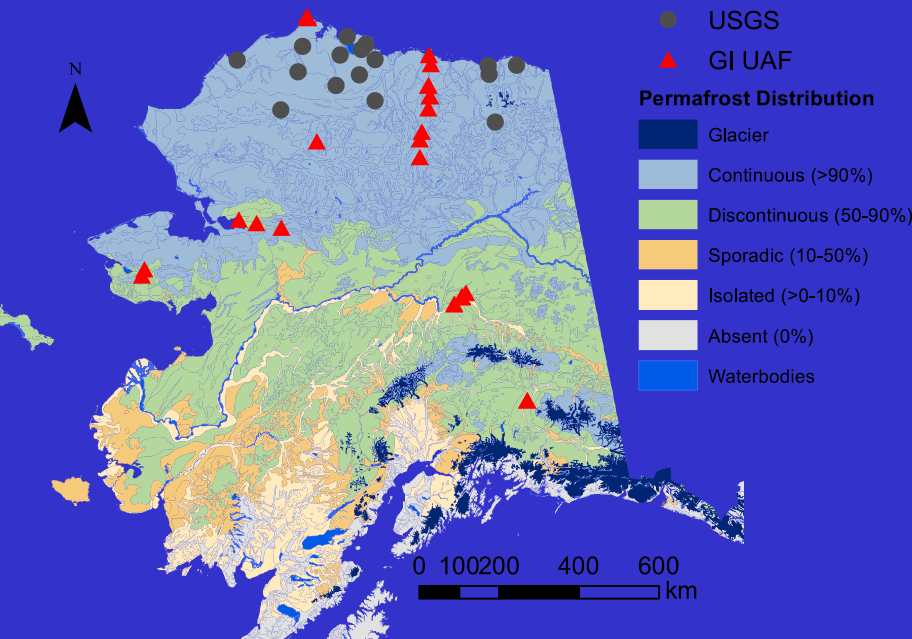 USGS
N
GI UAF
Permafrost Distribution
Glacier
Continuous (>90%)
Discontinuous (50-90%)
Sporadic (10-50%)
Isolated (>0-10%)
Absent (0%)
Waterbodies
0 100200 400 600
km